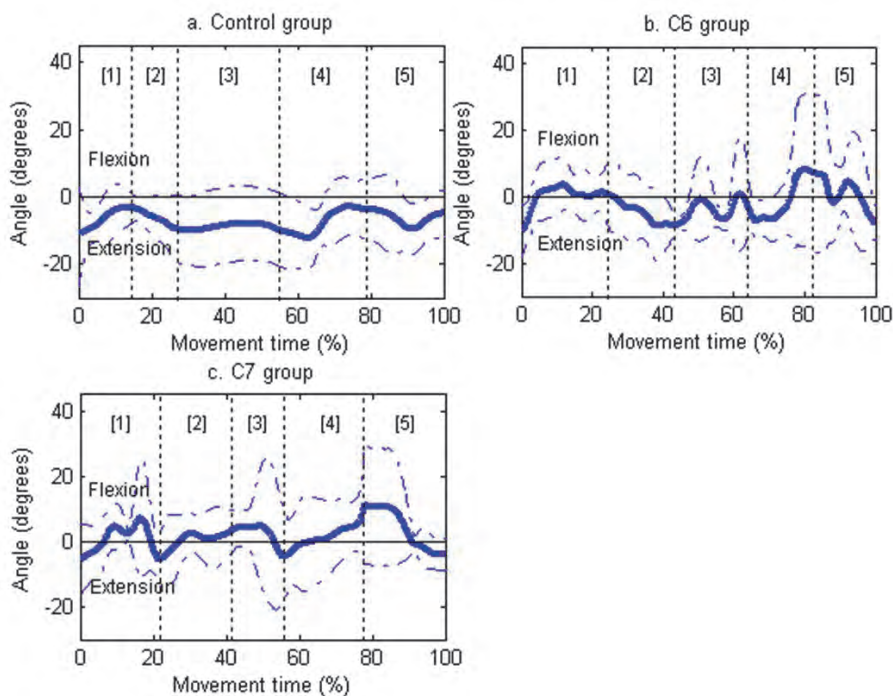 a. Control group
Angle (degrees)
40
20
0
-20
[1] [2] [3] [4] [5]
Flexion
Extension
0 20 40 60 80 100
Movement time (%)
b. C6 group
Angle (degrees)
40
20
0
-20
[1] [2] [3] [4] [5]
Flexion
Extension
0 20 40 60 80 100
Movement time (%)
c. C7 group
Angle (degrees)
40
20
0
-20
[1] [2] [3] [4] [5]
Flexion
Extension
0 20 40 60 80 100
Movement time (%)